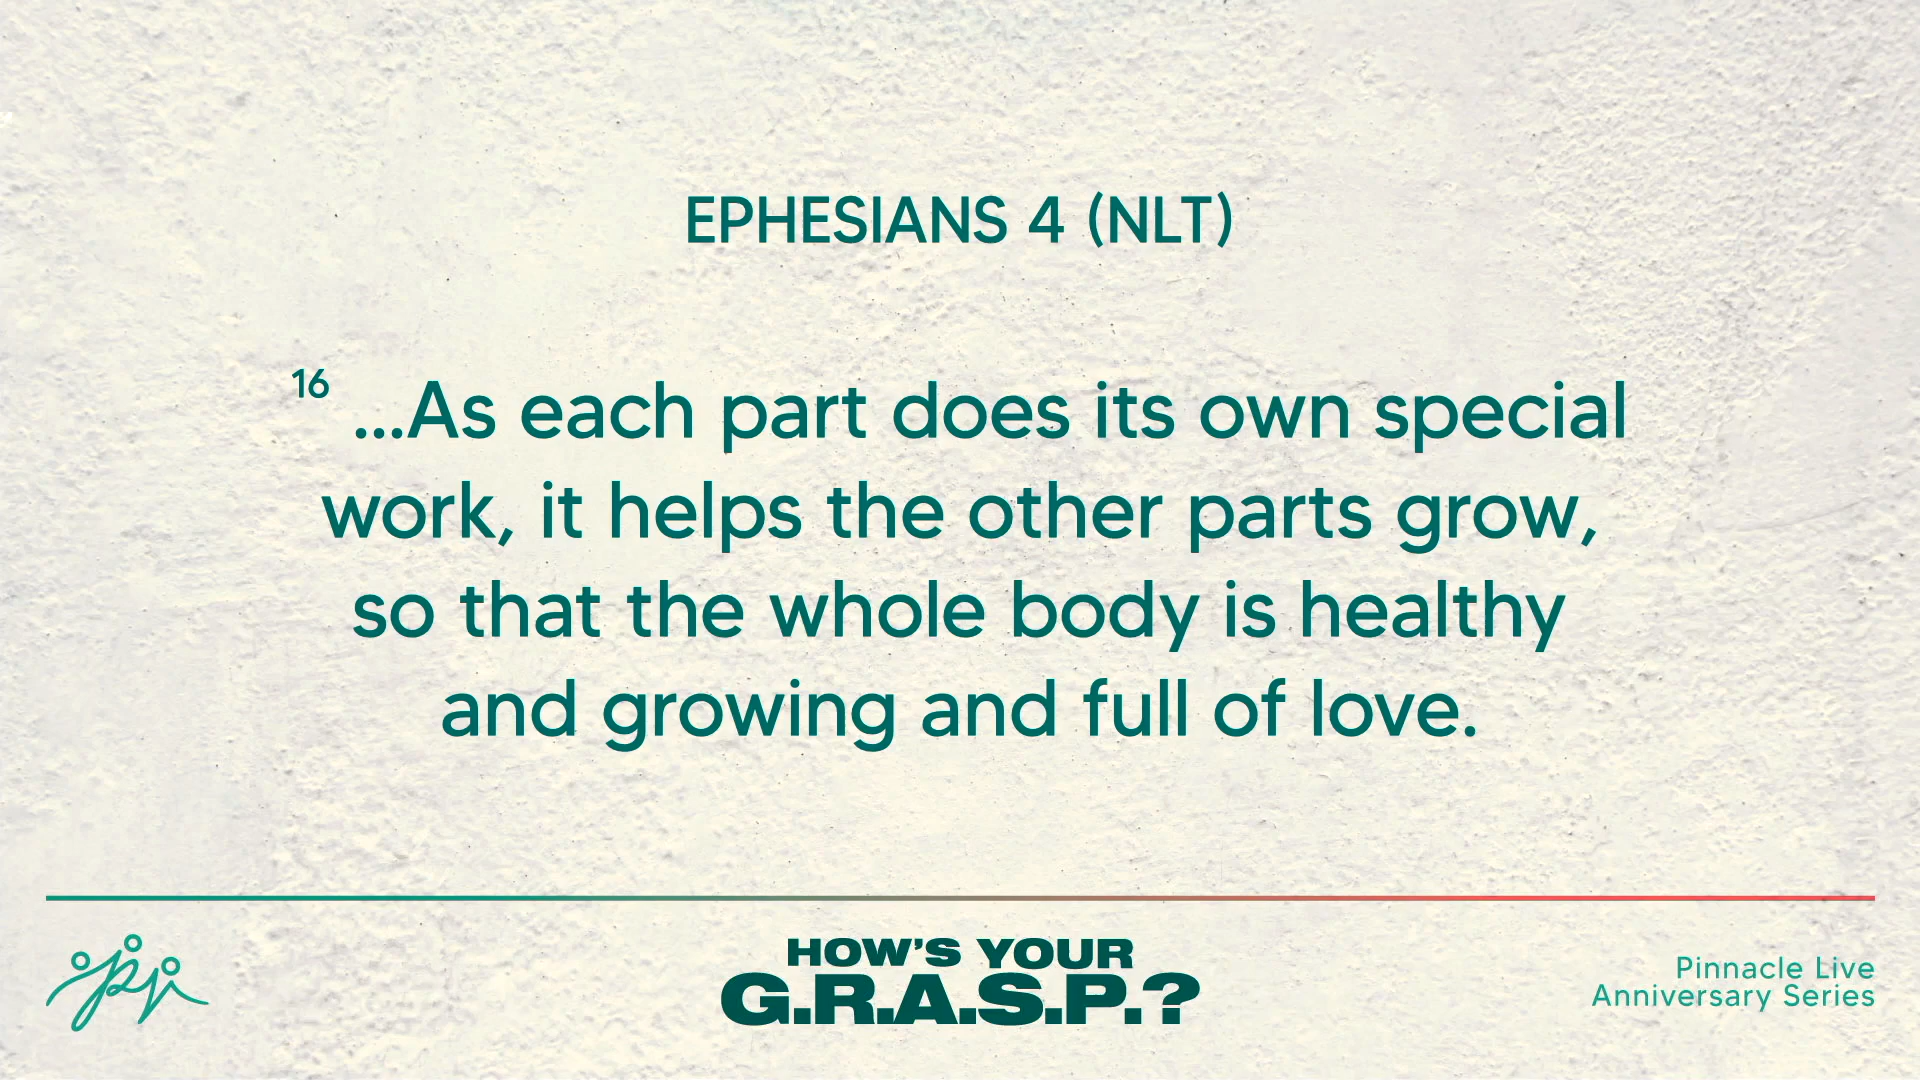 EPHESIANS 4 (NLT)
16 ...As each part does its own special
work, it helps the other parts grow,
so that the whole body is healthy
and growing and full of love.
HOW'S YOUR
G.R.A.S.P.?
Pinnacle Live
Anniversary Series